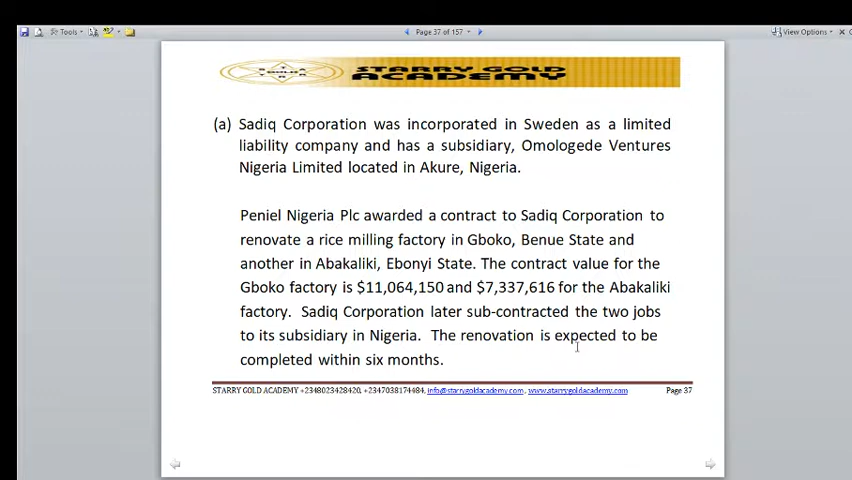 Tools
Page 37 of 157
View Options
STARRY GOLD
ACADEMY
(a) Sadiq Corporation was incorporated in Sweden as a limited
liability company and has a subsidiary, Omologede Ventures
Nigeria Limited located in Akure, Nigeria.
Peniel Nigeria Plc awarded a contract to Sadiq Corporation to
renovate a rice milling factory in Gboko, Benue State and
another in Abakaliki, Ebonyi State. The contract value for the
Gboko factory is $11,064,150 and $7,337,616 for the Abakaliki
factory. Sadiq Corporation later sub-contracted the two jobs
to its subsidiary in Nigeria. The renovation is expected to be
completed within six months.
STARRY GOLD ACADEMY +2348023428420, +2347038174484, info@starrygoldacademy.com, www.starrygoldacademy.com Page 37